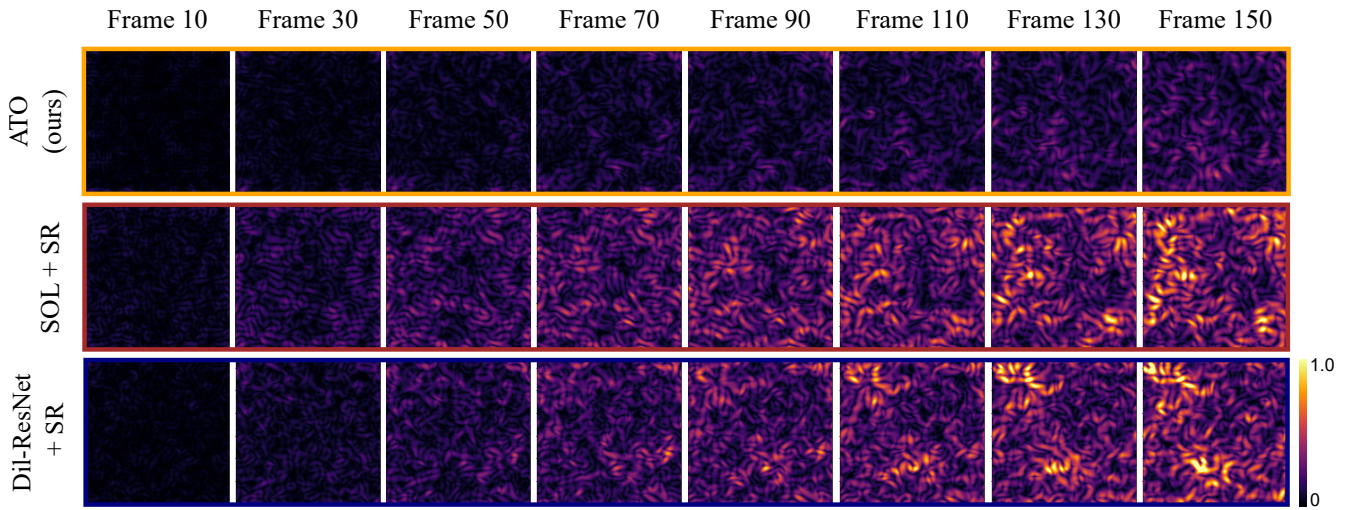 Frame 10 Frame 30 Frame 50 Frame 70 Frame 90 Frame 110 Frame 130 Frame 150
ATO
(ours)
SOL + SR
Dil-ResNet
+ SR
1.0
0